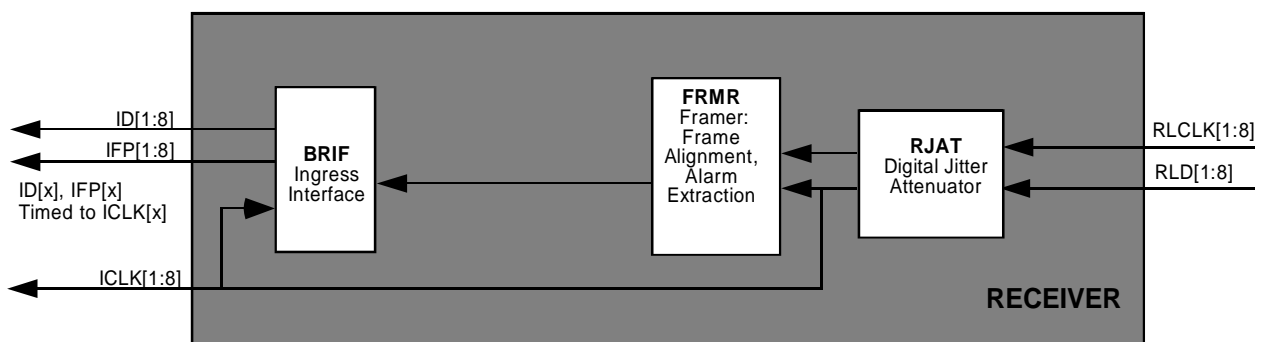 ID[1:8]
IFP[1:8]
ID[x], IFP[x]
Timed to ICLK[x]
ICLK[1:8]
BRIF
Ingress
Interface
FRMR
Framer:
Frame
Alignment,
Alarm
Extraction
RJAT
Digital Jitter
Attenuator
RLCLK[1:8]
RLD[1:8]
RECEIVER